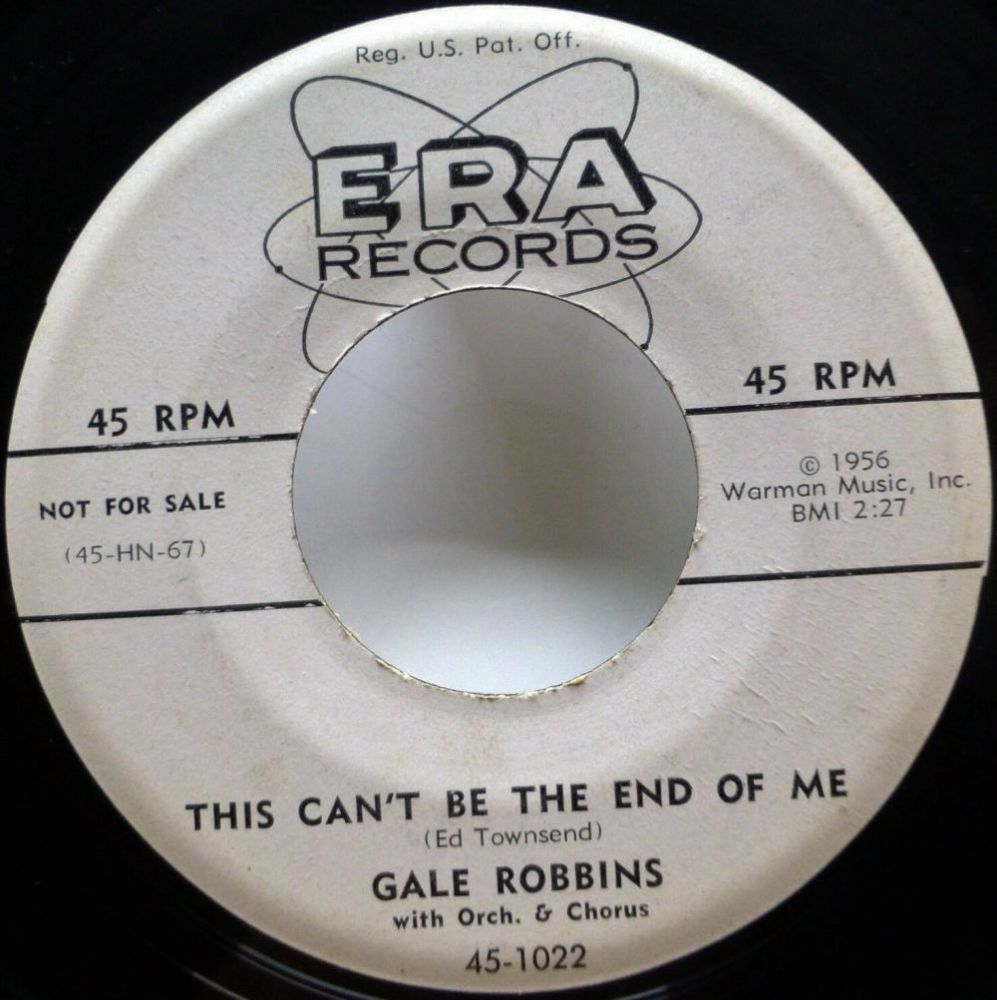 Reg. U.S. Pat. Off.
ERA
RECORDS
45 RPM
45 RPM
NOT FOR SALE
(45-HN-67)
© 1956
Warman Music, Inc.
BMI 2:27
THIS CAN'T BE THE END OF ME
(Ed Townsend)
GALE ROBBINS
with Orch. & Chorus
45-1022